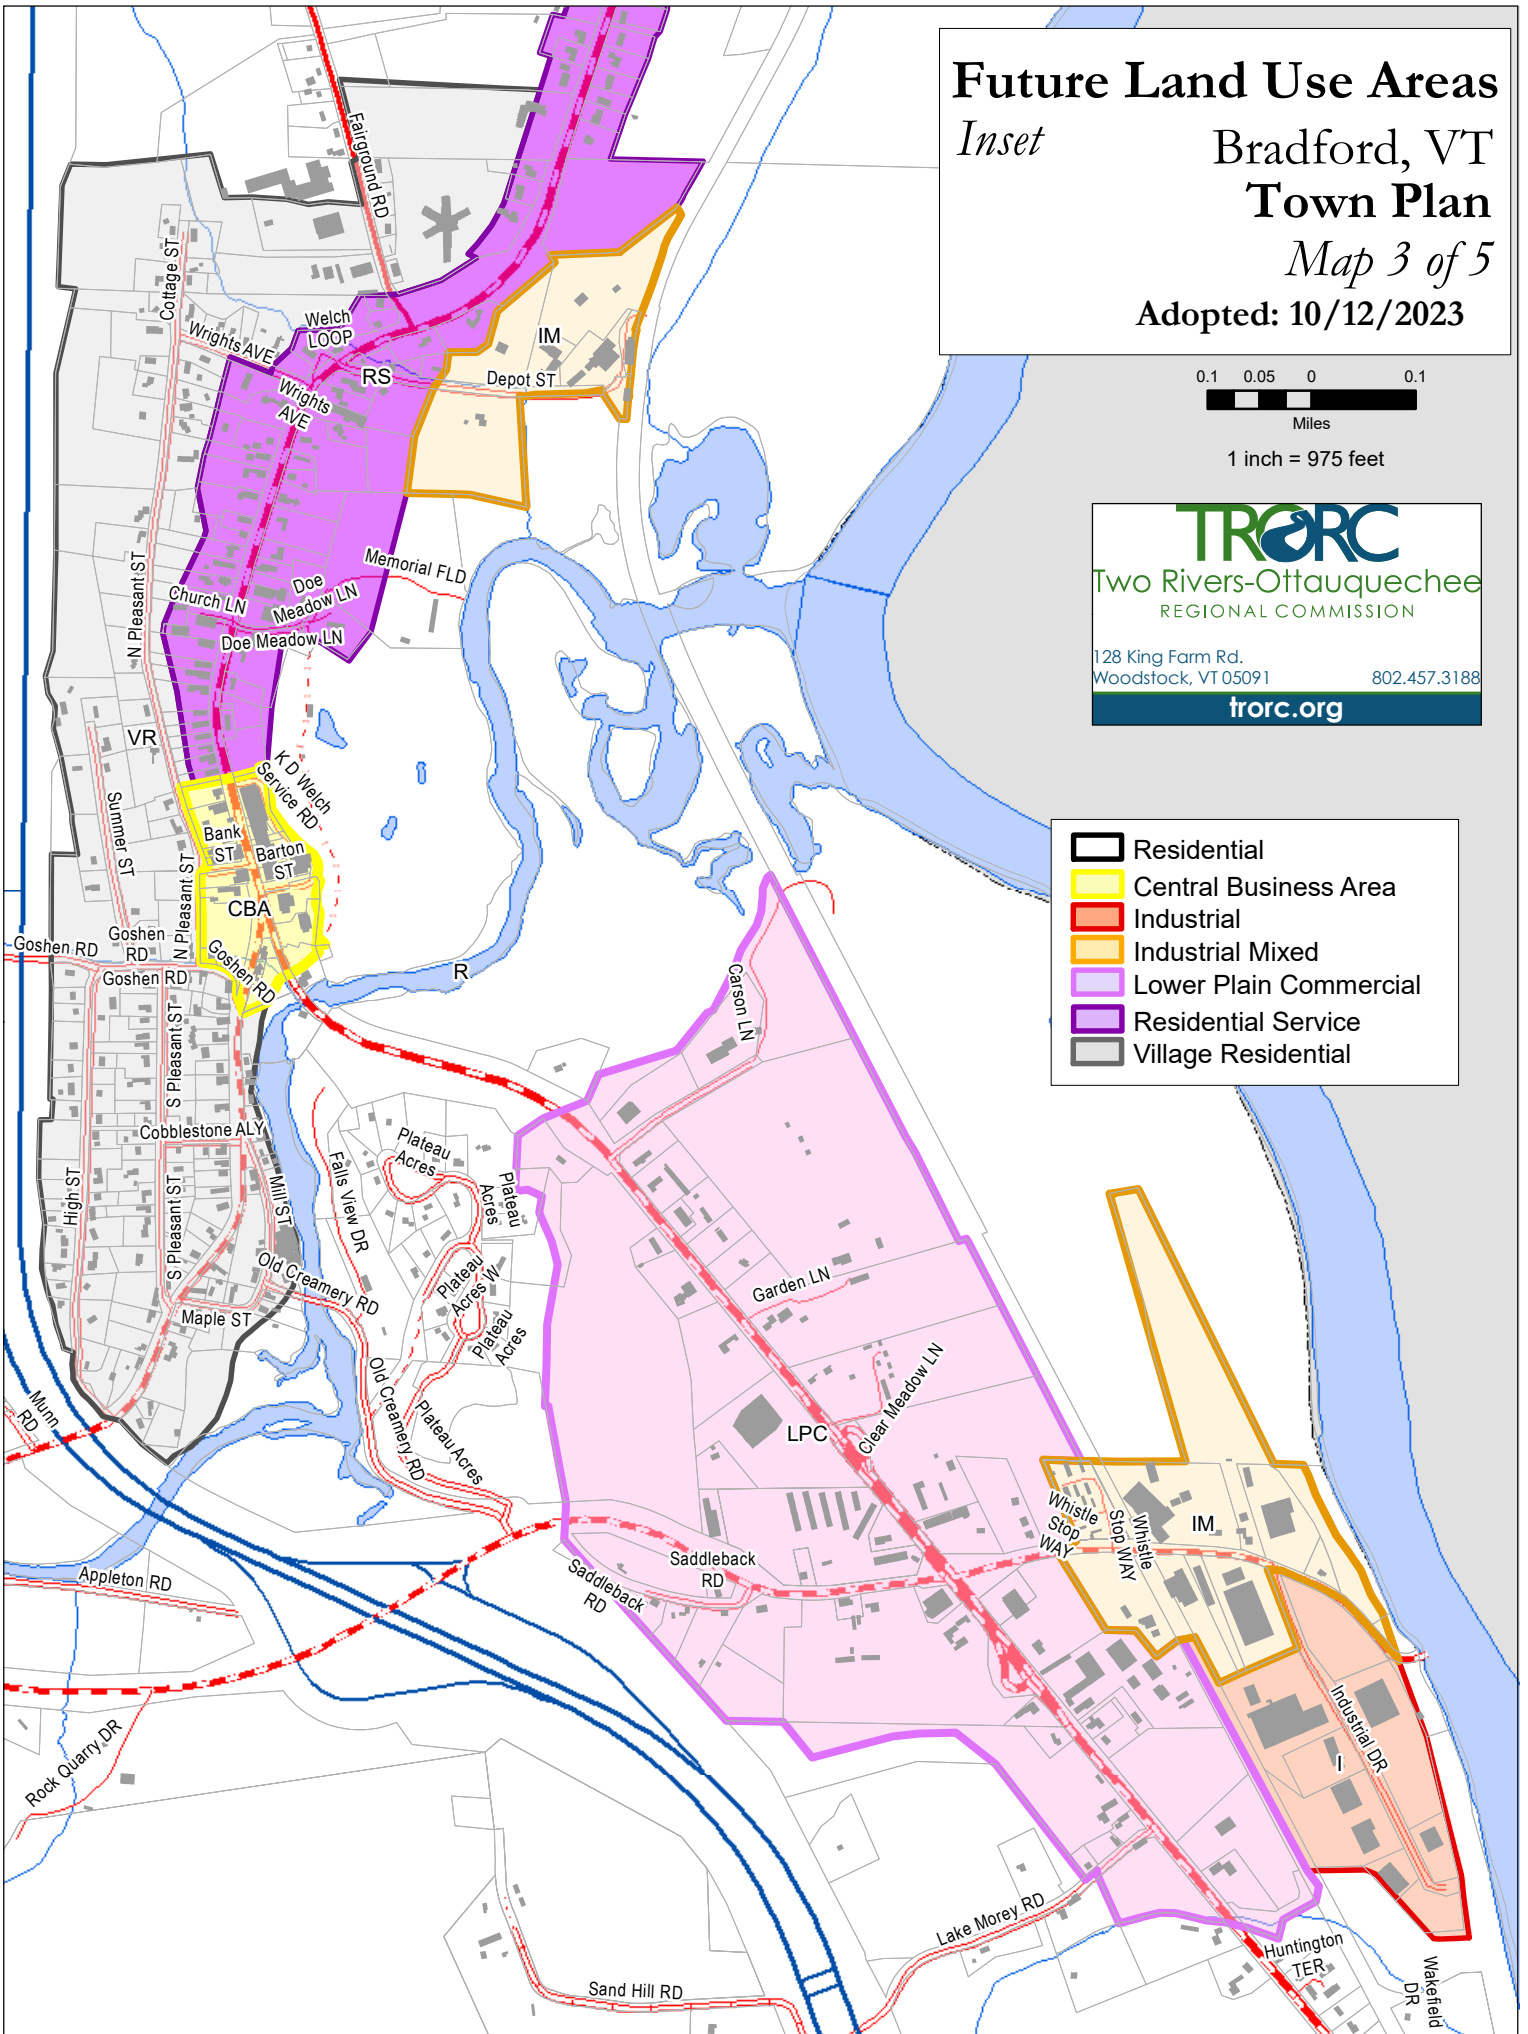 Future Land Use Areas
Inset
Bradford, VT
Town Plan
Map 3 of 5
Adopted: 10/12/2023
0.1 0.05 0 0.1
Miles
1 inch = 975 feet
TRORC
Two Rivers-Ottauquechee
REGIONAL COMMISSION
128 King Farm Rd.
Woodstock, VT 05091 802.457.3188
trorc.org
Residential
Central Business Area
Industrial
Industrial Mixed
Lower Plain Commercial
Residential Service
Village Residential
Fairground RD
Cottage ST
Wrights AVE
Welch
LOOP
RS
Wrights
AVE
IM
Depot ST
N Pleasant ST
Church LN
Doe
Meadow LN
Doe Meadow LN
Memorial FLD
VR
K D Welch
Service RD
Summer ST
Bank
ST
Barton
ST
CBA
N Pleasant ST
Goshen RD
Goshen
RD
Goshen RD
Goshen RD
R
S Pleasant ST
Cobblestone ALY
High ST
S Pleasant ST
Mill ST
Falls View DR
Plateau
Acres
Plateau
Acres
Plateau
Acres W
Plateau
Acres
Old Creamery RD
Maple ST
Old Creamery RD
Plateau Acres
Munn
RD
Carson LN
Garden LN
Clear Meadow LN
LPC
Whistle
Stop
WAY
Whistle
Stop WAY
IM
Saddleback
RD
Saddleback
RD
Appleton RD
Rock Quarry DR
Industrial DR
I
Lake Morey RD
Sand Hill RD
Huntington
TER
Wakefield
DR